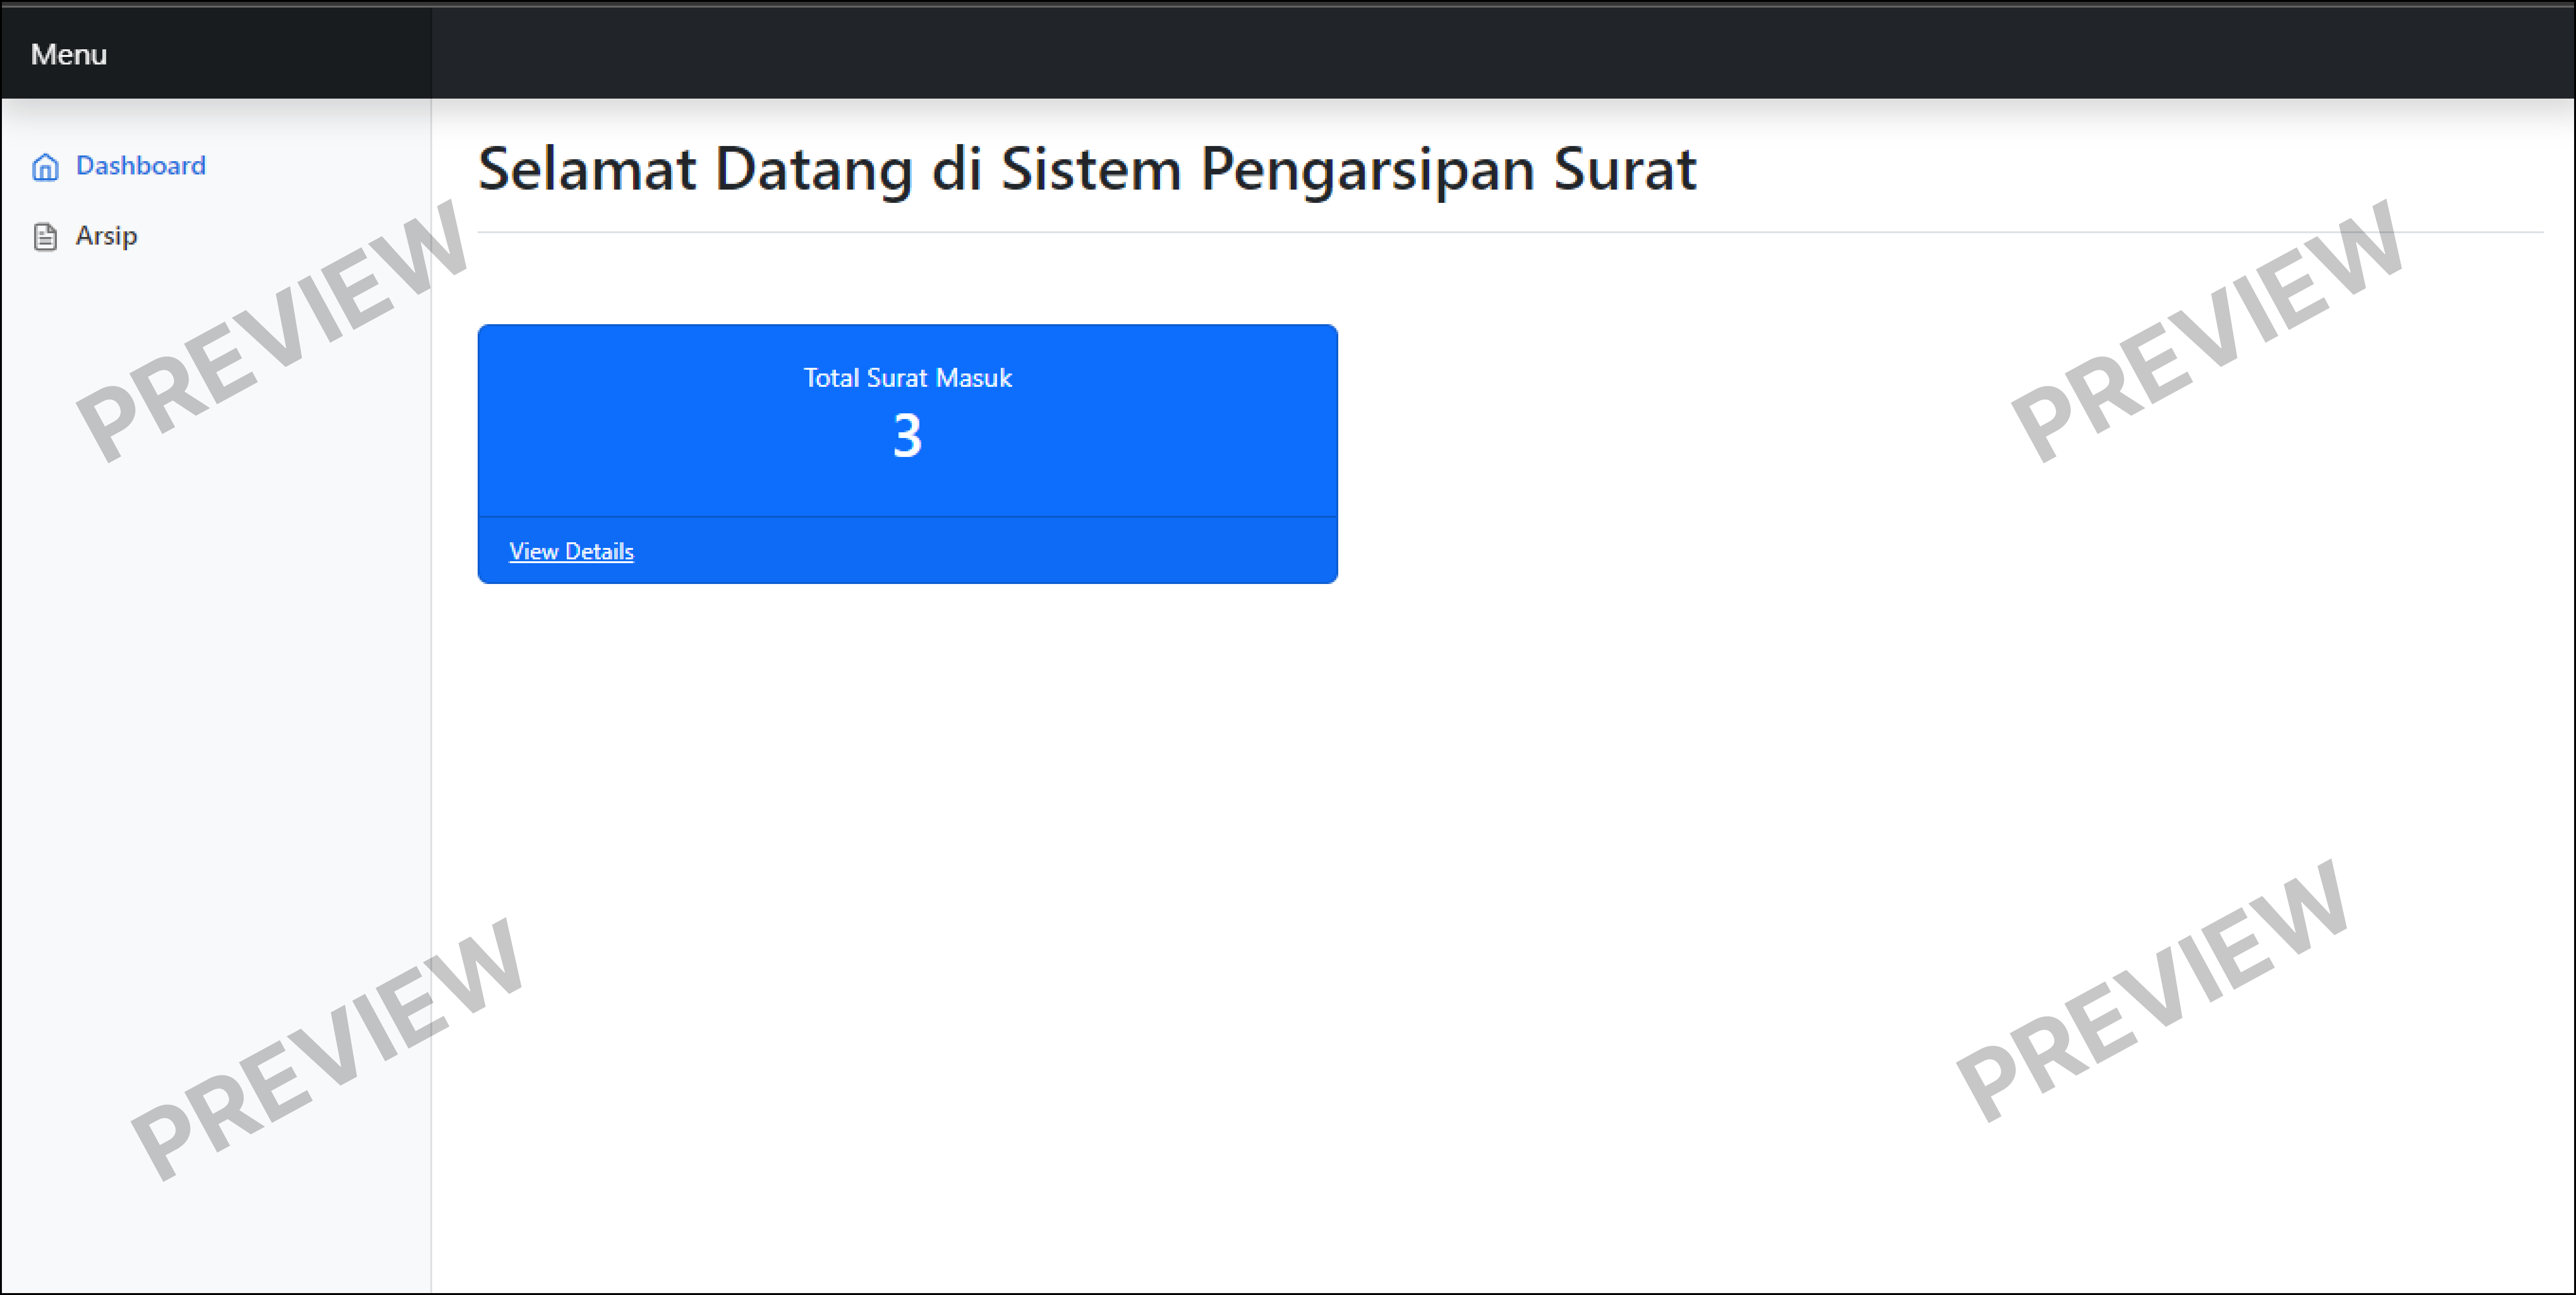 Menu
Dashboard
Arsip
Selamat Datang di Sistem Pengarsipan Surat
Total Surat Masuk
3
View Details
PREVIEW
PREVIEW
PREVIEW
PREVIEW